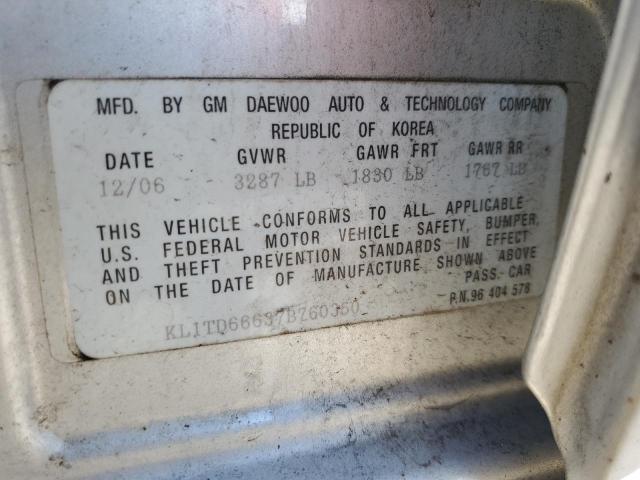 MFD. BY GM DAEWOO AUTO & TECHNOLOGY COMPANY
REPUBLIC OF KOREA
DATE GVWR GAWR FRT GAWR RR
12/06 3287 LB 1830 LB 1767 LB
THIS VEHICLE CONFORMS TO ALL APPLICABLE
U.S. FEDERAL MOTOR VEHICLE SAFETY, BUMPER,
AND THEFT PREVENTION STANDARDS IN EFFECT
ON THE DATE OF MANUFACTURE SHOWN ABOVE
PASS. CAR
KL1TD66637B760350
P.N.96 404 578